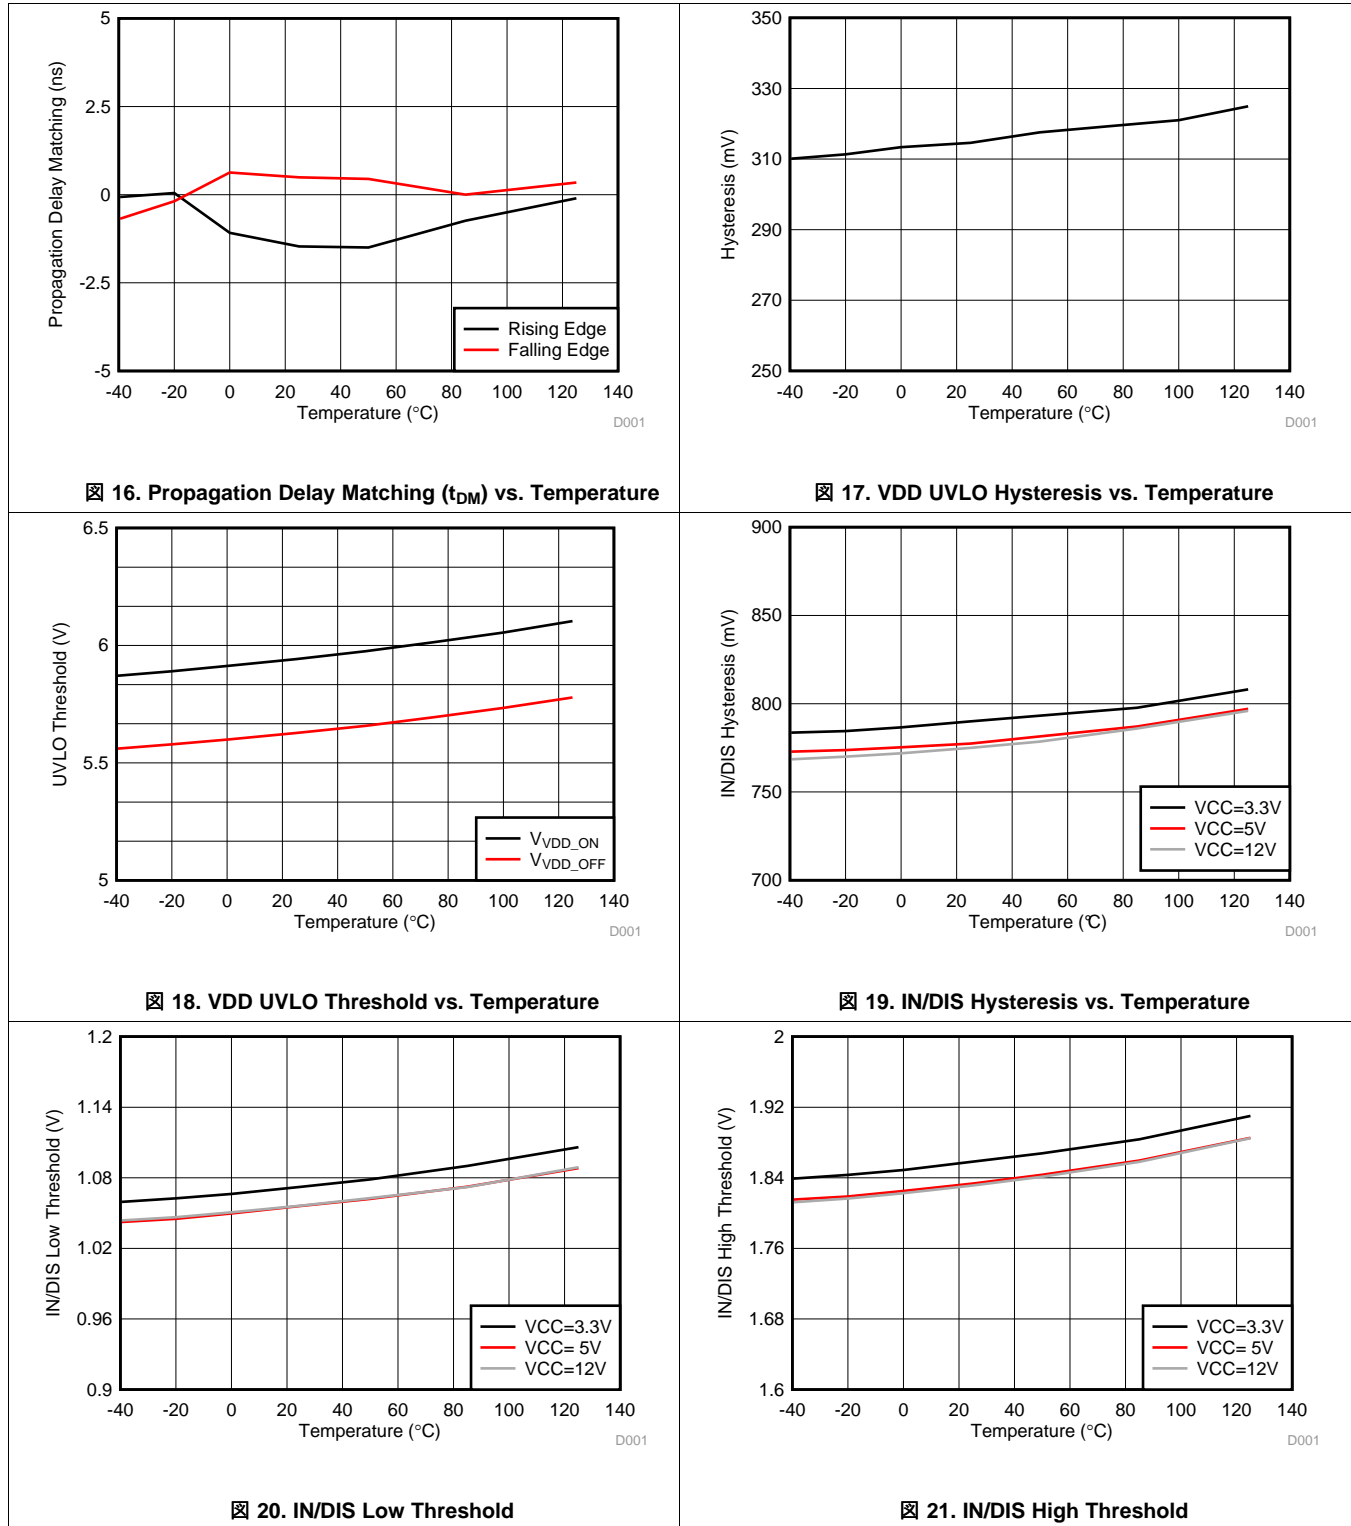 5
2.5
0
-2.5
-5
Propagation Delay Matching (ns)
Rising Edge
Falling Edge
-40 -20 0 20 40 60 80 100 120 140
Temperature (°C)
D001
図 16. Propagation Delay Matching (tDM) vs. Temperature
350
330
310
290
270
250
Hysteresis (mV)
-40 -20 0 20 40 60 80 100 120 140
Temperature (°C)
D001
図 17. VDD UVLO Hysteresis vs. Temperature
6.5
6
5.5
5
UVLO Threshold (V)
VVDD_ON
VVDD_OFF
-40 -20 0 20 40 60 80 100 120 140
Temperature (°C)
D001
図 18. VDD UVLO Threshold vs. Temperature
900
850
800
750
700
IN/DIS Hysteresis (mV)
VCC=3.3V
VCC=5V
VCC=12V
-40 -20 0 20 40 60 80 100 120 140
Temperature (°C)
D001
図 19. IN/DIS Hysteresis vs. Temperature
1.2
1.14
1.08
1.02
0.96
0.9
IN/DIS Low Threshold (V)
VCC=3.3V
VCC= 5V
VCC=12V
-40 -20 0 20 40 60 80 100 120 140
Temperature (°C)
D001
図 20. IN/DIS Low Threshold
2
1.92
1.84
1.76
1.68
1.6
IN/DIS High Threshold (V)
VCC=3.3V
VCC= 5V
VCC=12V
-40 -20 0 20 40 60 80 100 120 140
Temperature (°C)
D001
図 21. IN/DIS High Threshold